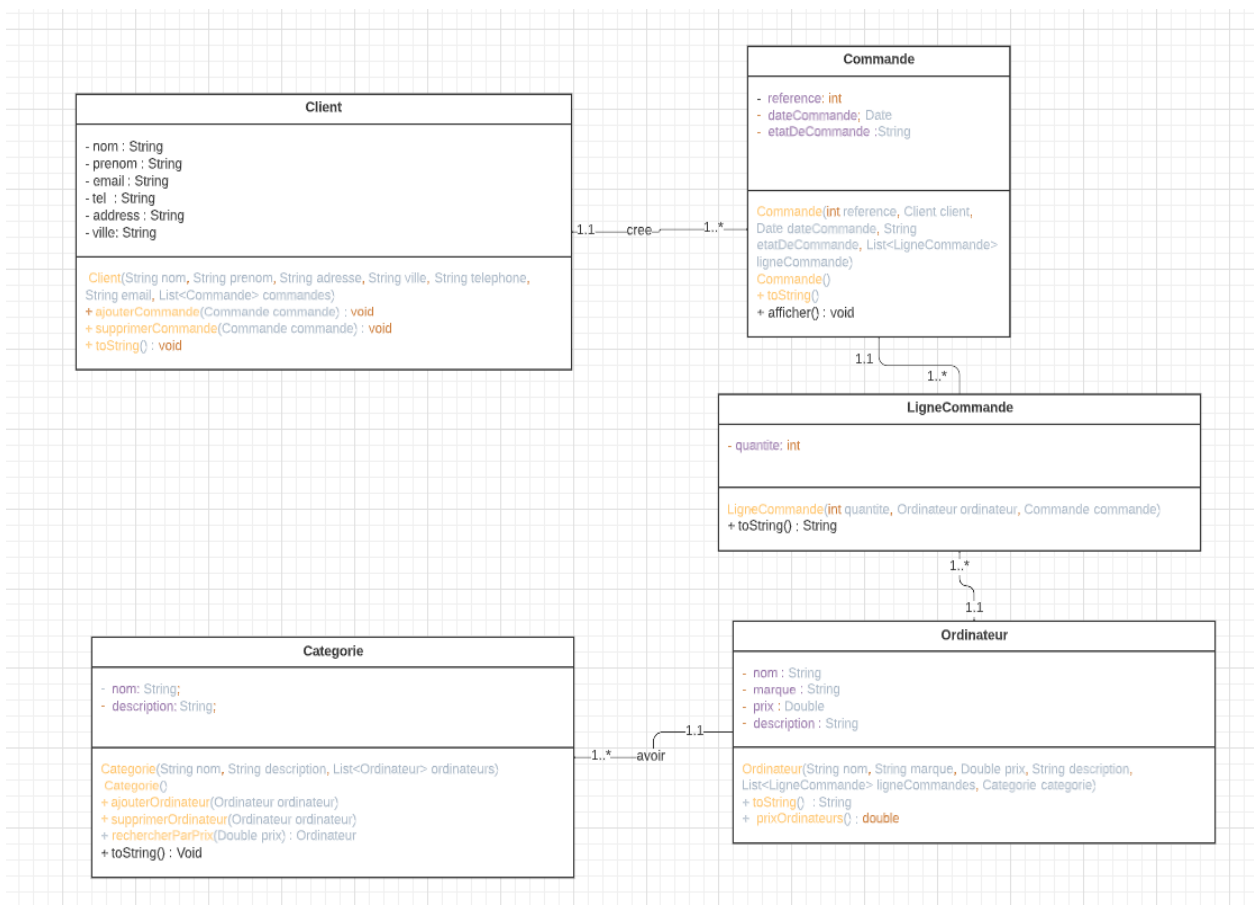 Client
- nom : String
- prenom : String
- email : String
- tel : String
- address : String
- ville: String
Client(String nom, String prenom, String adresse, String ville, String telephone,
String email, List<Commande> commandes)
+ ajouterCommande(Commande commande) : void
+ supprimerCommande(Commande commande) : void
+ toString() : void
1.1
cree
1..*
Commande
- reference: int
- dateCommande; Date
- etatDeCommande :String
Commande(int reference, Client client,
Date dateCommande, String
etatDeCommande, List<LigneCommande>
ligneCommande)
Commande()
+ toString()
+ afficher() : void
1.1
1..*
LigneCommande
- quantite: int
LigneCommande(int quantite, Ordinateur ordinateur, Commande commande)
+ toString() : String
1..*
1.1
Ordinateur
- nom : String
- marque : String
- prix : Double
- description : String
Ordinateur(String nom, String marque, Double prix, String description,
List<LigneCommande> ligneCommandes, Categorie categorie)
+ toString() : String
+ prixOrdinateurs() : double
1.1
avoir
1..*
Categorie
- nom: String;
- description: String;
Categorie(String nom, String description, List<Ordinateur> ordinateurs)
Categorie()
+ ajouterOrdinateur(Ordinateur ordinateur)
+ supprimerOrdinateur(Ordinateur ordinateur)
+ rechercherParPrix(Double prix) : Ordinateur
+ toString() : Void